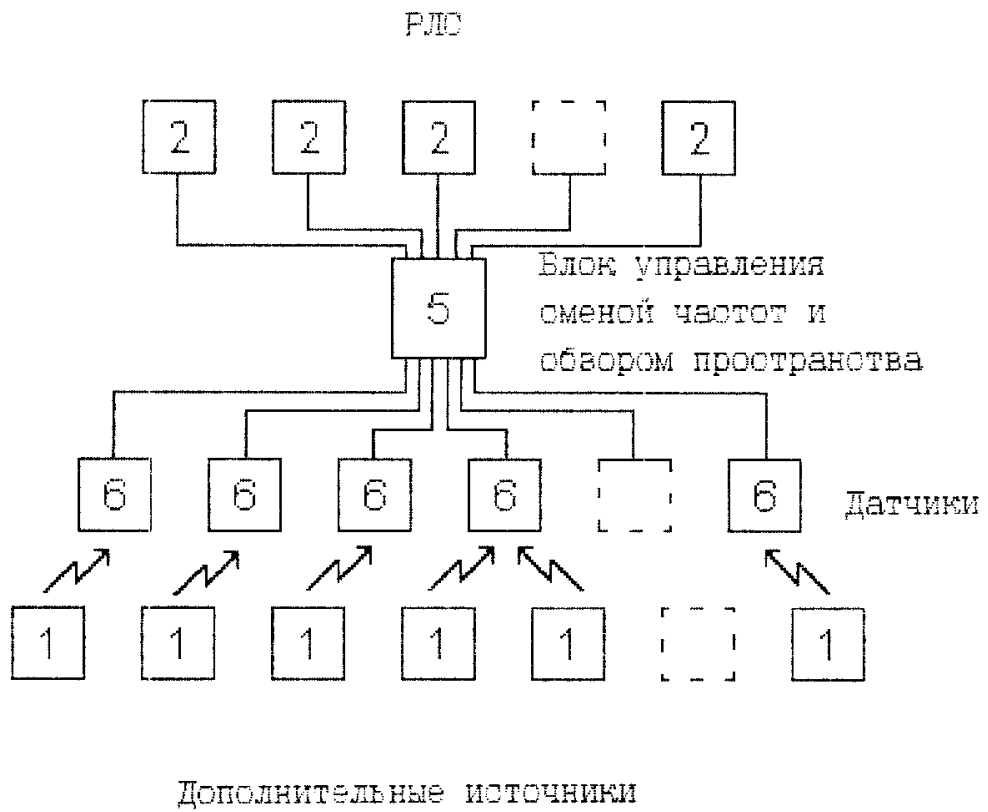 РЛС
2 2 2 2
Блок управления
5
сменой частот и
обзором пространства
6 6 6 6 6
Датчики
1 1 1 1 1 1
Дополнительные источники